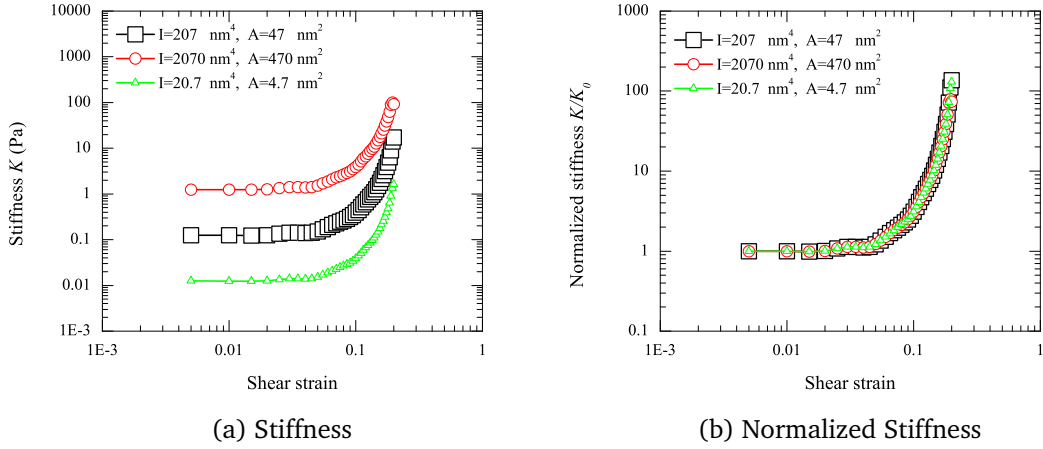 10000
1000
100
10
1
0.1
0.01
1E-3
Stiffness K (Pa)
I=207 nm⁴, A=47 nm²
I=2070 nm⁴, A=470 nm²
I=20.7 nm⁴, A=4.7 nm²
1E-3 0.01 0.1 1
Shear strain
(a) Stiffness
1000
100
10
1
0.1
Normalized stiffness K/K₀
I=207 nm⁴, A=47 nm²
I=2070 nm⁴, A=470 nm²
I=20.7 nm⁴, A=4.7 nm²
1E-3 0.01 0.1 1
Shear strain
(b) Normalized Stiffness